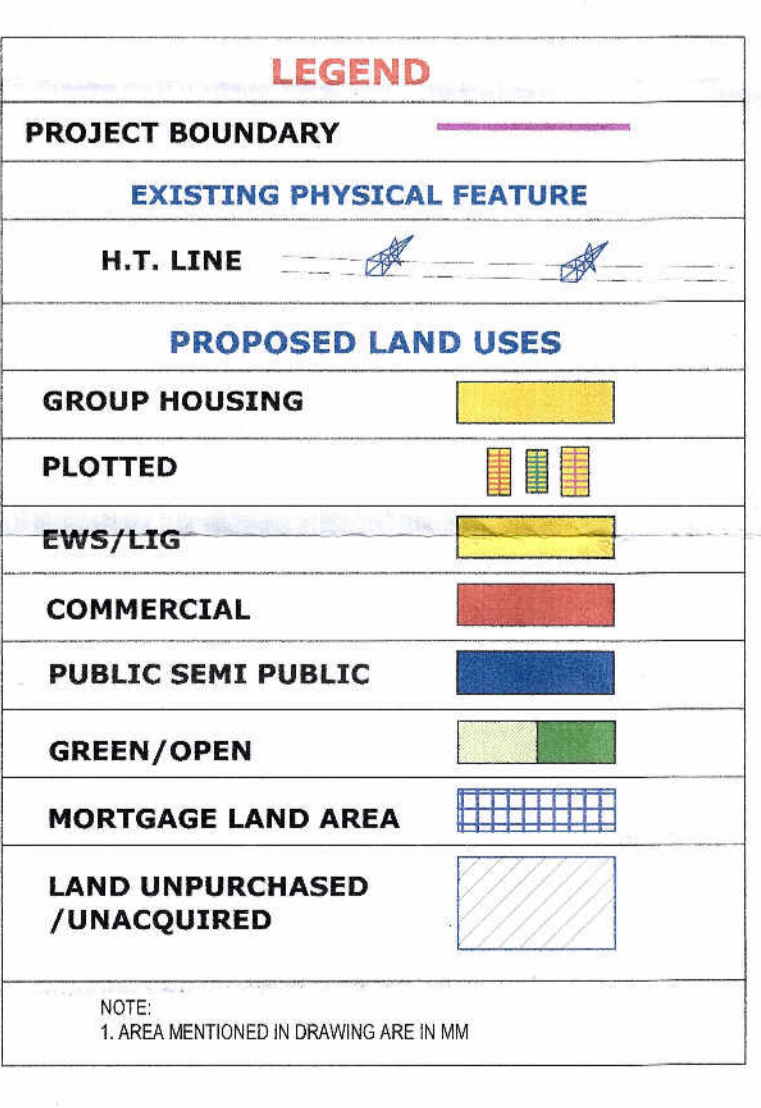 LEGEND
PROJECT BOUNDARY
EXISTING PHYSICAL FEATURE
H.T. LINE
PROPOSED LAND USES
GROUP HOUSING
PLOTTED
EWS/LIG
COMMERCIAL
PUBLIC SEMI PUBLIC
GREEN/OPEN
MORTGAGE LAND AREA
LAND UNPURCHASED
/UNACQUIRED
NOTE:
1. AREA MENTIONED IN DRAWING ARE IN MM